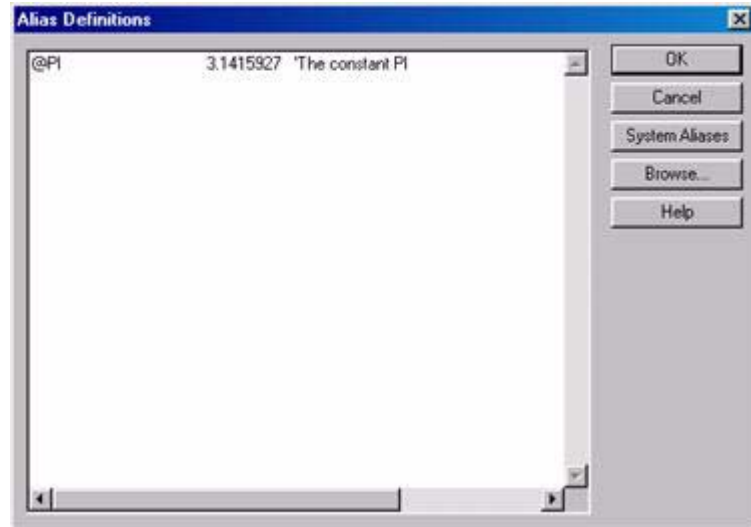 Alias Definitions
@PI 3.1415927 'The constant PI
OK
Cancel
System Aliases
Browse...
Help